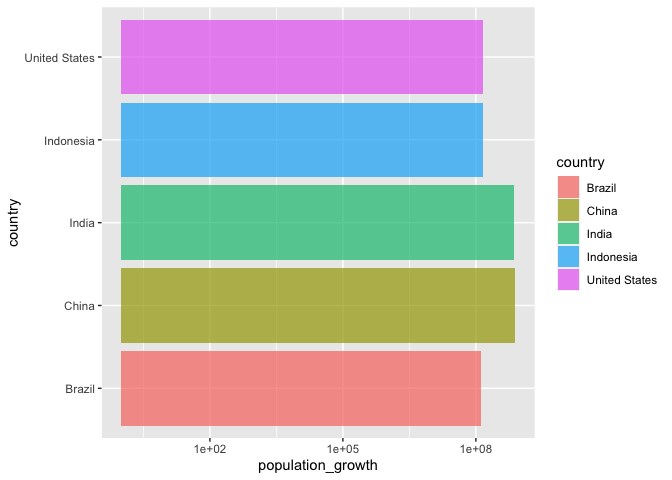 United States
Indonesia
India
China
Brazil
country
1e+02 1e+05 1e+08
population_growth
country
Brazil
China
India
Indonesia
United States